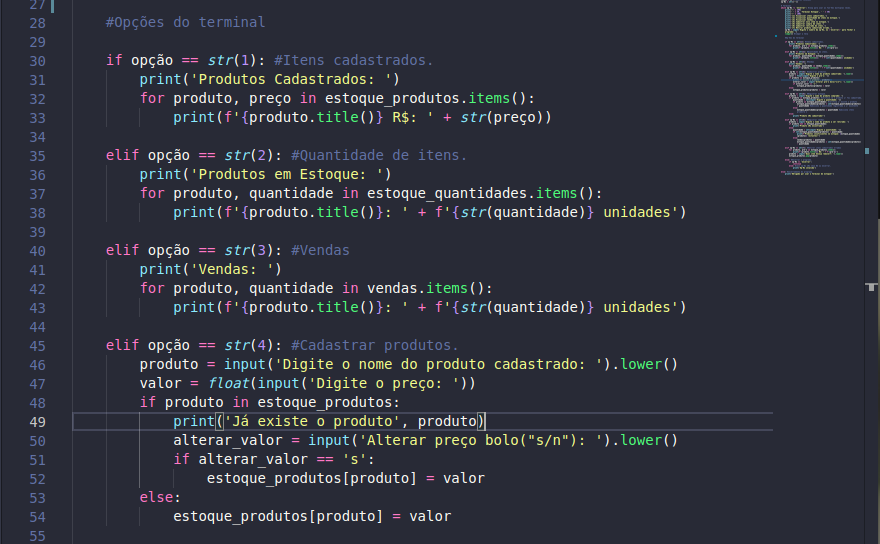 27
28 #Opções do terminal
29
30 if opção == str(1): #Itens cadastrados.
31 print('Produtos Cadastrados: ')
32 for produto, preço in estoque_produtos.items():
33 print(f'{produto.title()} R$: ' + str(preço))
34
35 elif opção == str(2): #Quantidade de itens.
36 print('Produtos em Estoque: ')
37 for produto, quantidade in estoque_quantidades.items():
38 print(f'{produto.title()}: ' + f'{str(quantidade)} unidades')
39
40 elif opção == str(3): #Vendas
41 print('Vendas: ')
42 for produto, quantidade in vendas.items():
43 print(f'{produto.title()}: ' + f'{str(quantidade)} unidades')
44
45 elif opção == str(4): #Cadastrar produtos.
46 produto = input('Digite o nome do produto cadastrado: ').lower()
47 valor = float(input('Digite o preço: '))
48 if produto in estoque_produtos:
49 print('Já existe o produto', produto)
50 alterar_valor = input('Alterar preço bolo("s/n"): ').lower()
51 if alterar_valor == 's':
52 estoque_produtos[produto] = valor
53 else:
54 estoque_produtos[produto] = valor
55